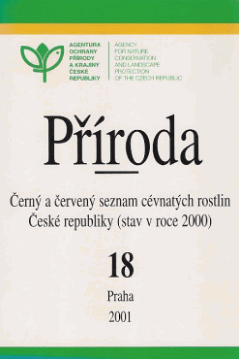 AGENTURA
OCHRANY
PŘÍRODY
A KRAJINY
ČESKÉ
REPUBLIKY
AGENCY
FOR NATURE
CONSERVATION
AND LANDSCAPE
PROTECTION
OF THE CZECH REPUBLIC
Příroda
Černý a červený seznam cévnatých rostlin
České republiky (stav v roce 2000)
18
Praha
2001